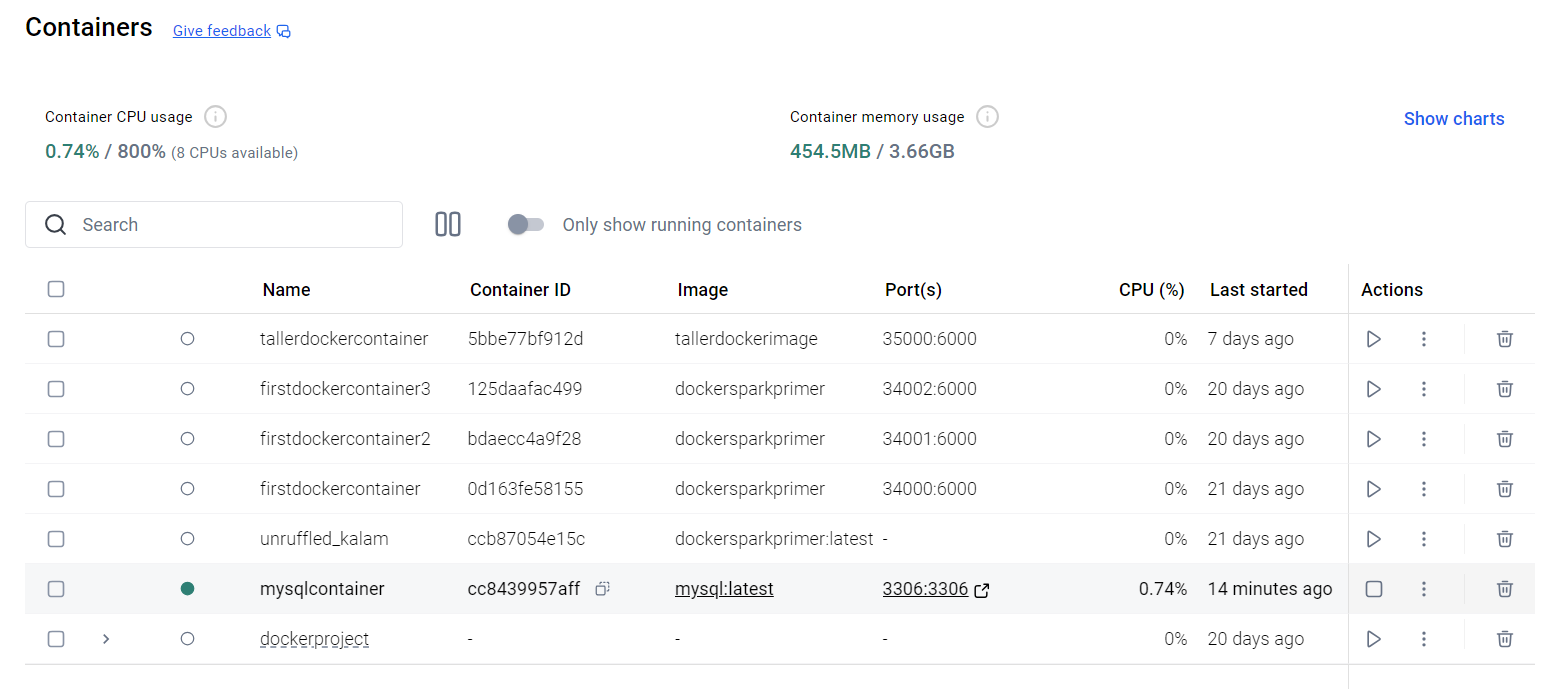 Containers Give feedback
Container CPU usage
0.74% / 800% (8 CPUs available)
Container memory usage
454.5MB / 3.66GB
Show charts
Search
Only show running containers
Name Container ID Image Port(s) CPU (%) Last started Actions
tallerdockercontainer 5bbe77bf912d tallerdockerimage 35000:6000 0% 7 days ago
firstdockercontainer3 125daafac499 dockersparkprimer 34002:6000 0% 20 days ago
firstdockercontainer2 bdaecc4a9f28 dockersparkprimer 34001:6000 0% 20 days ago
firstdockercontainer 0d163fe58155 dockersparkprimer 34000:6000 0% 21 days ago
unruffled_kalam ccb87054e15c dockersparkprimer:latest - 0% 21 days ago
mysqlcontainer cc8439957aff mysql:latest 3306:3306 0.74% 14 minutes ago
dockerproject - - - 0% 20 days ago